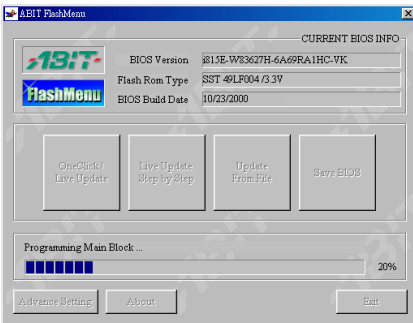 ABIT FlashMenu
CURRENT BIOS INFO
ABIT
FlashMenu
BIOS Version i815E-W83627H-6A69RA1HC-VK
Flash Rom Type SST 49LF004 /3.3V
BIOS Build Date 10/23/2000
OneClick !
Live Update
Live Update
Step by Step
Update
From File
Save BIOS
Programming Main Block ...
20%
Advance Setting
About
Exit